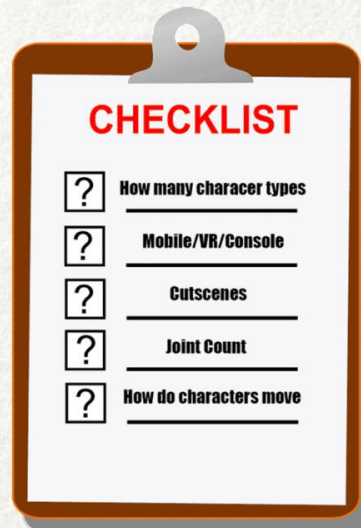 CHECKLIST
? How many characer types
? Mobile/VR/Console
? Cutscenes
? Joint Count
? How do characters move